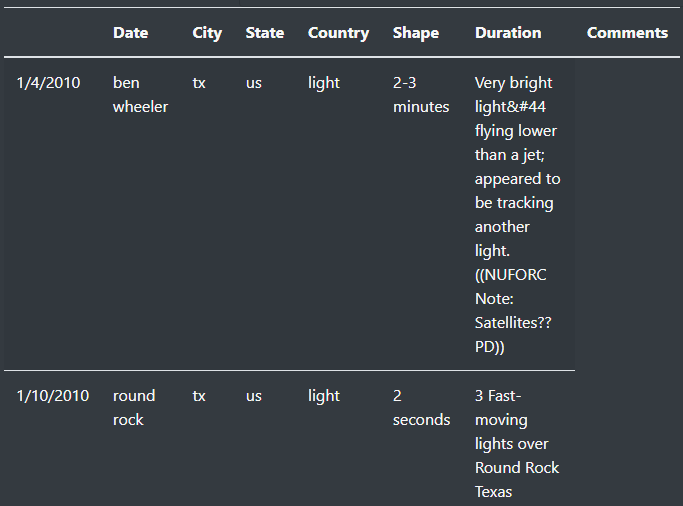 Date City State Country Shape Duration Comments
1/4/2010 ben tx us light 2-3 Very bright
wheeler minutes light&#44
flying lower
than a jet;
appeared to
be tracking
another
light.
((NUFORC
Note:
Satellites??
PD))
1/10/2010 round tx us light 2 3 Fast-
rock seconds moving
lights over
Round Rock
Texas